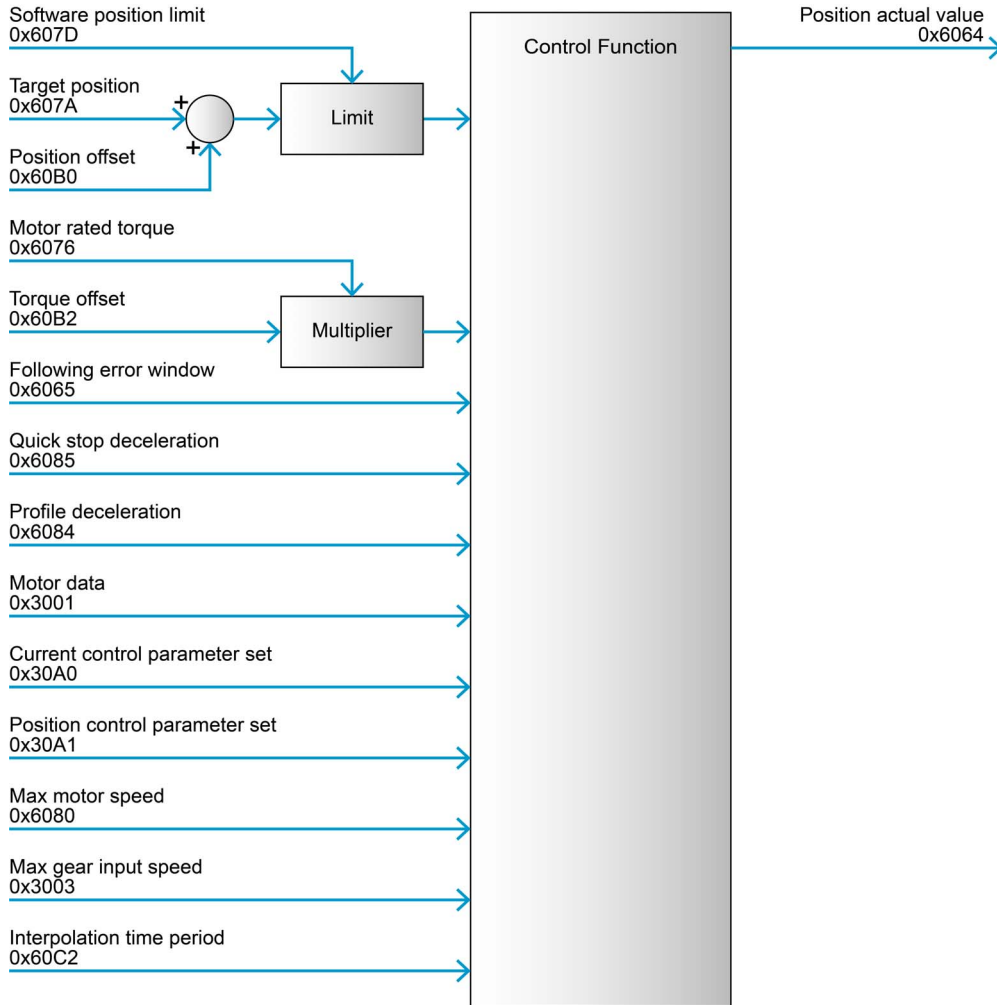 Software position limit
0x607D
Position actual value
0x6064
Control Function
Target position
0x607A
+
Limit
+
Position offset
0x60B0
Motor rated torque
0x6076
Torque offset
0x60B2
Multiplier
Following error window
0x6065
Quick stop deceleration
0x6085
Profile deceleration
0x6084
Motor data
0x3001
Current control parameter set
0x30A0
Position control parameter set
0x30A1
Max motor speed
0x6080
Max gear input speed
0x3003
Interpolation time period
0x60C2